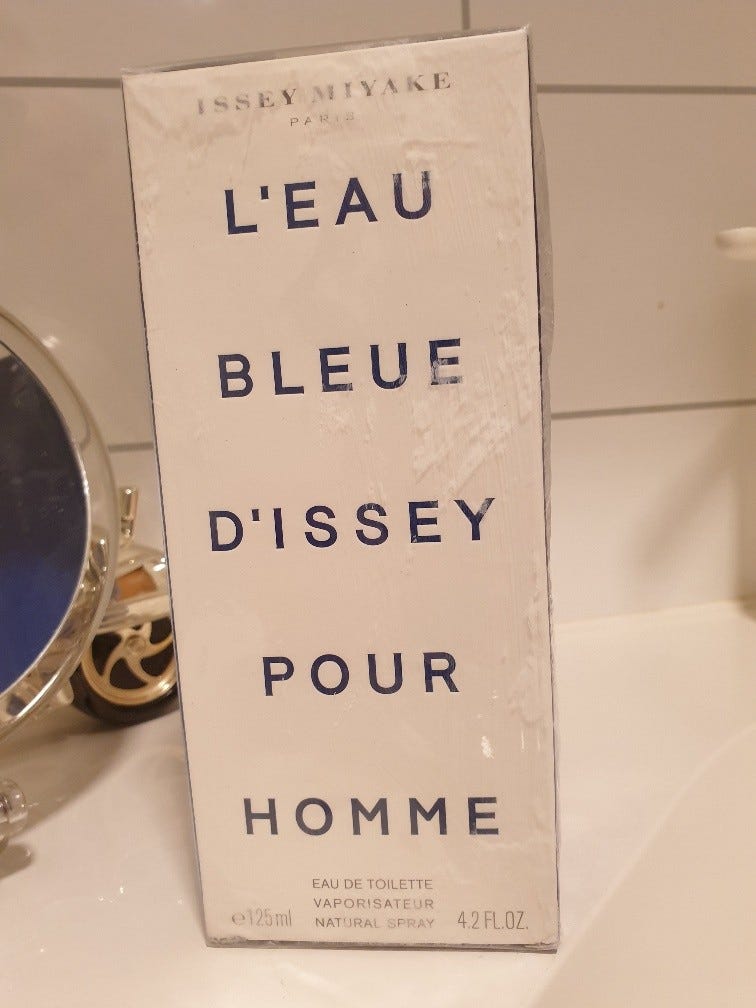 ISSEY MIYAKE
PARIS
L'EAU
BLEUE
D'ISSEY
POUR
HOMME
EAU DE TOILETTE
VAPORISATEUR
℮125ml NATURAL SPRAY 4.2 FL.OZ.